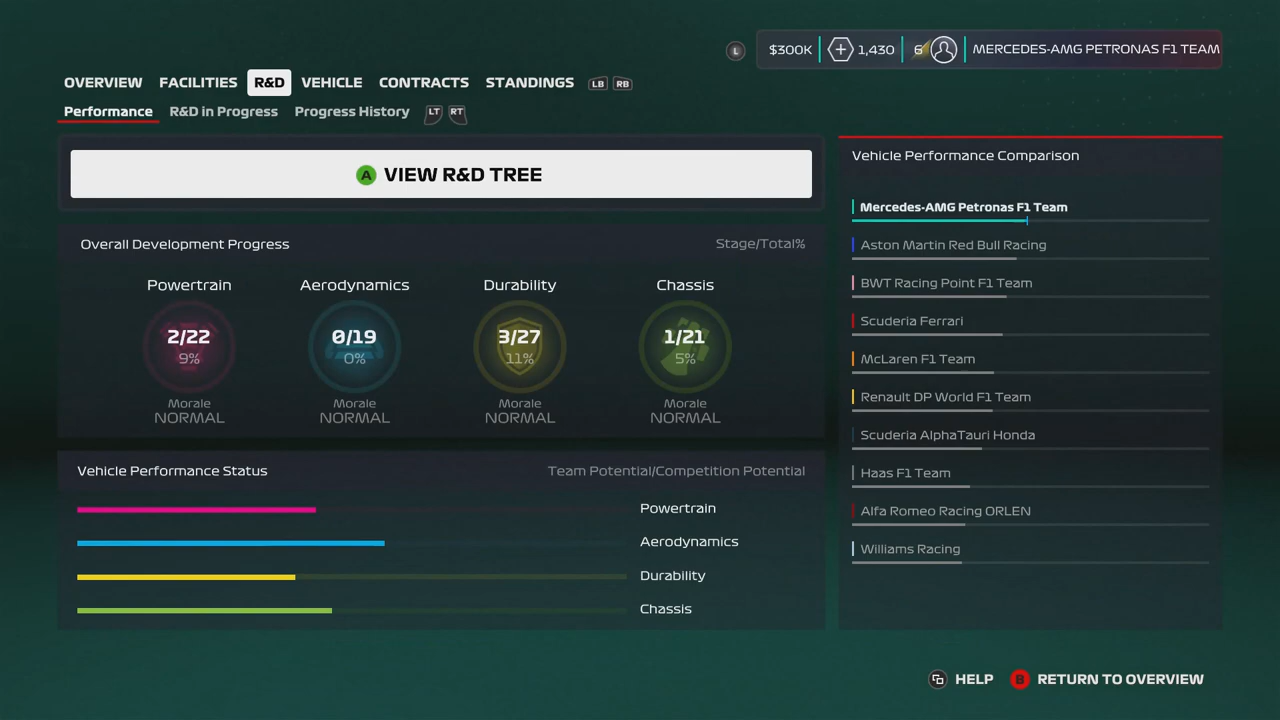 L
$300K
1,430
6
MERCEDES-AMG PETRONAS F1 TEAM
OVERVIEW FACILITIES R&D VEHICLE CONTRACTS STANDINGS LB RB
Performance R&D in Progress Progress History LT RT
A VIEW R&D TREE
Overall Development Progress Stage/Total%
Powertrain Aerodynamics Durability Chassis
2/22 0/19 3/27 1/21
9% 0% 11% 5%
Morale Morale Morale Morale
NORMAL NORMAL NORMAL NORMAL
Vehicle Performance Status Team Potential/Competition Potential
Powertrain
Aerodynamics
Durability
Chassis
Vehicle Performance Comparison
Mercedes-AMG Petronas F1 Team
Aston Martin Red Bull Racing
BWT Racing Point F1 Team
Scuderia Ferrari
McLaren F1 Team
Renault DP World F1 Team
Scuderia AlphaTauri Honda
Haas F1 Team
Alfa Romeo Racing ORLEN
Williams Racing
HELP B RETURN TO OVERVIEW